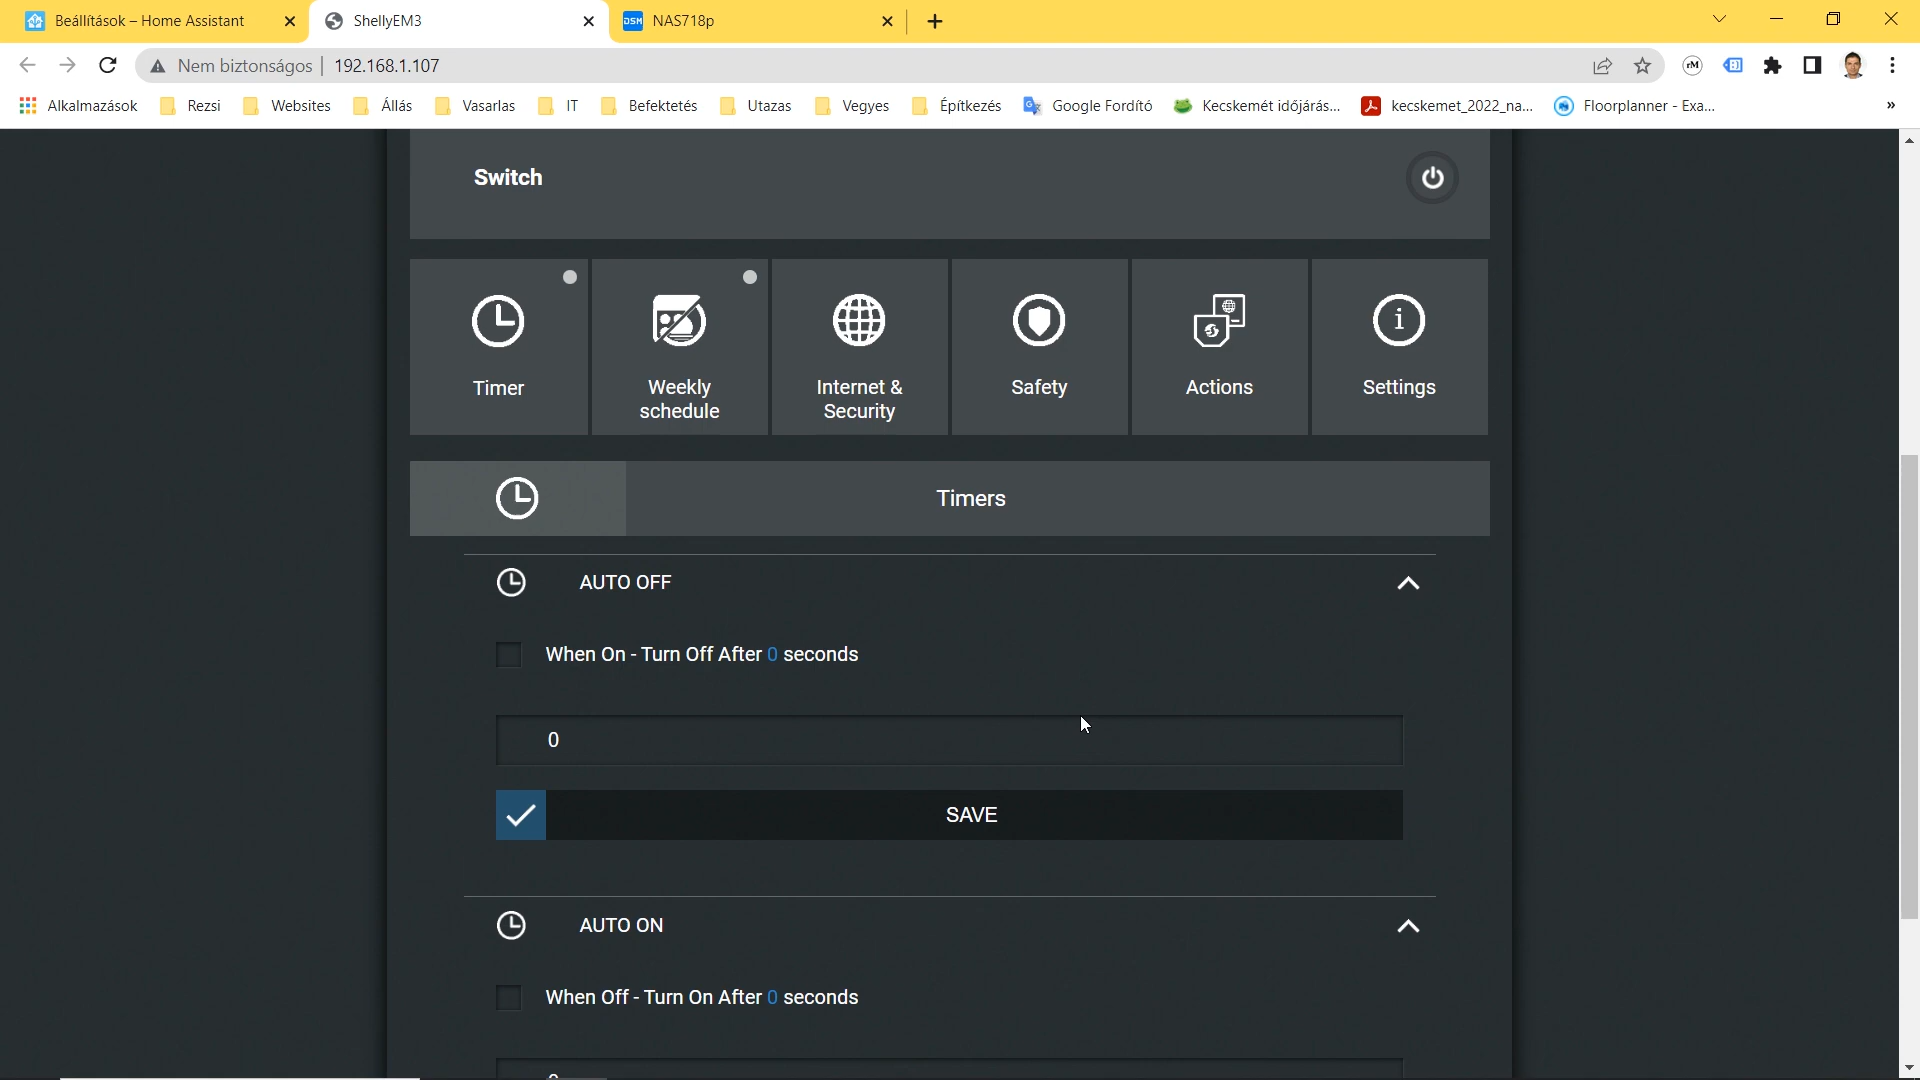 Beállítások – Home Assistant
ShellyEM3
DSM NAS718p
Nem biztonságos
192.168.1.107
rM
Alkalmazások
Rezsi
Websites
Állás
Vasarlas
IT
Befektetés
Utazas
Vegyes
Építkezés
Google Fordító
Kecskemét időjárás...
kecskemet_2022_na...
Floorplanner - Exa...
»
Switch
Timer
Weekly
schedule
Internet &
Security
Safety
Actions
Settings
Timers
AUTO OFF
When On - Turn Off After 0 seconds
0
SAVE
AUTO ON
When Off - Turn On After 0 seconds